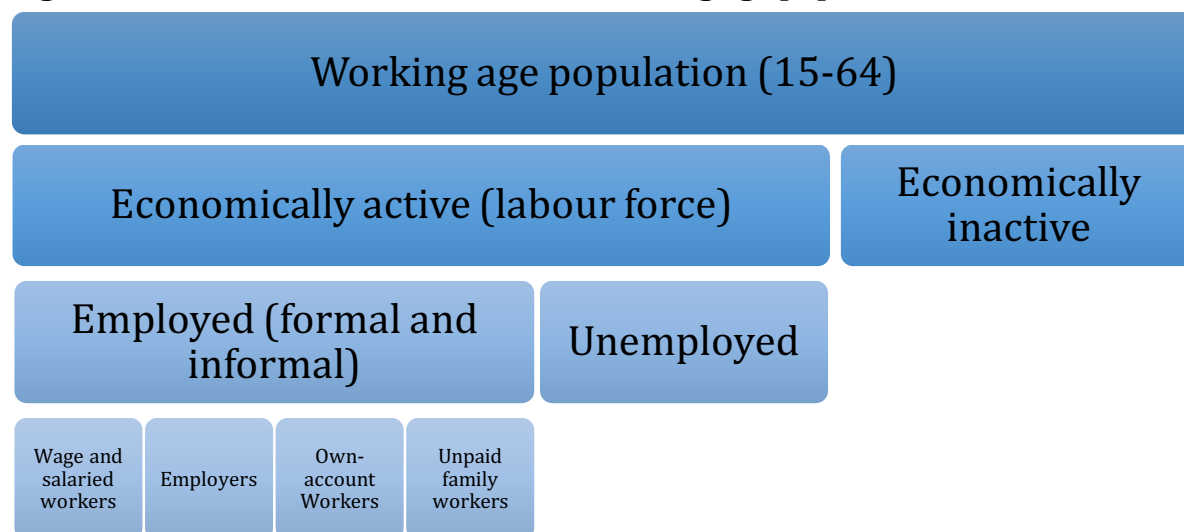 Working age population (15-64)
Economically active (labour force)
Economically
inactive
Employed (formal and
informal)
Unemployed
Wage and
salaried
workers
Employers
Own-
account
Workers
Unpaid
family
workers